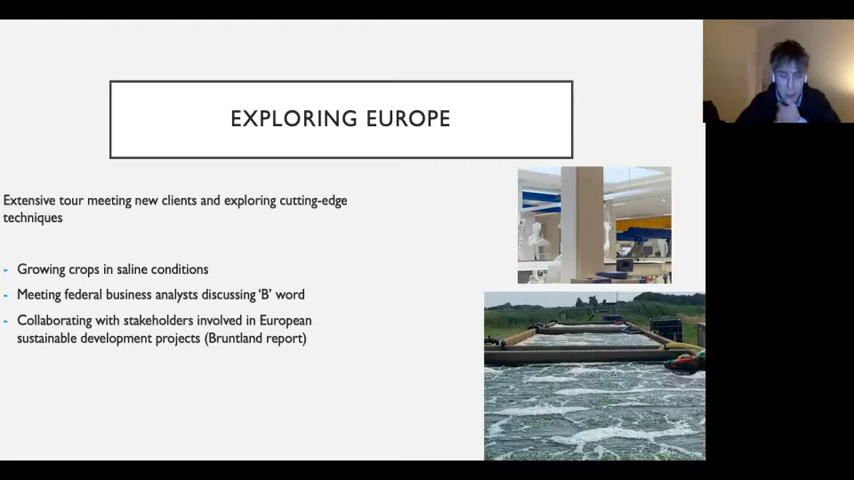 EXPLORING EUROPE
Extensive tour meeting new clients and exploring cutting-edge
techniques
- Growing crops in saline conditions
- Meeting federal business analysts discussing ‘B’ word
- Collaborating with stakeholders involved in European
sustainable development projects (Bruntland report)